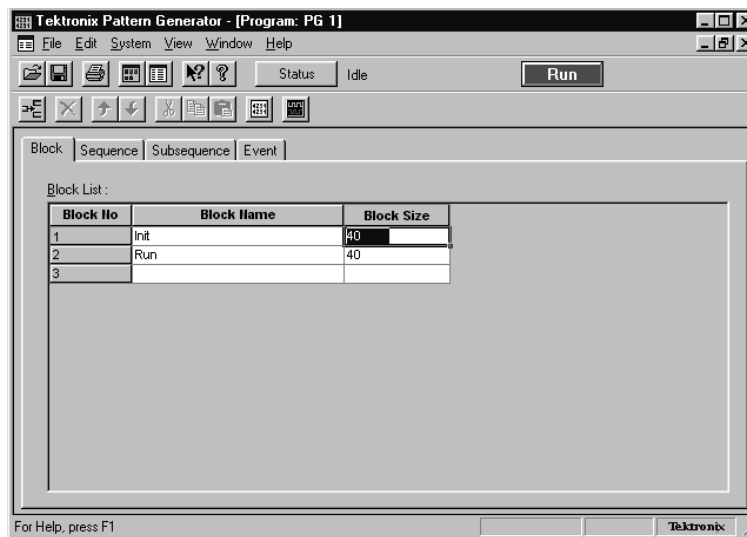 Tektronix Pattern Generator - [Program: PG 1]
File Edit System View Window Help
Status Idle Run
Block Sequence Subsequence Event
Block List :
Block No Block Name Block Size
1 Init 40
2 Run 40
3
For Help, press F1 Tektronix